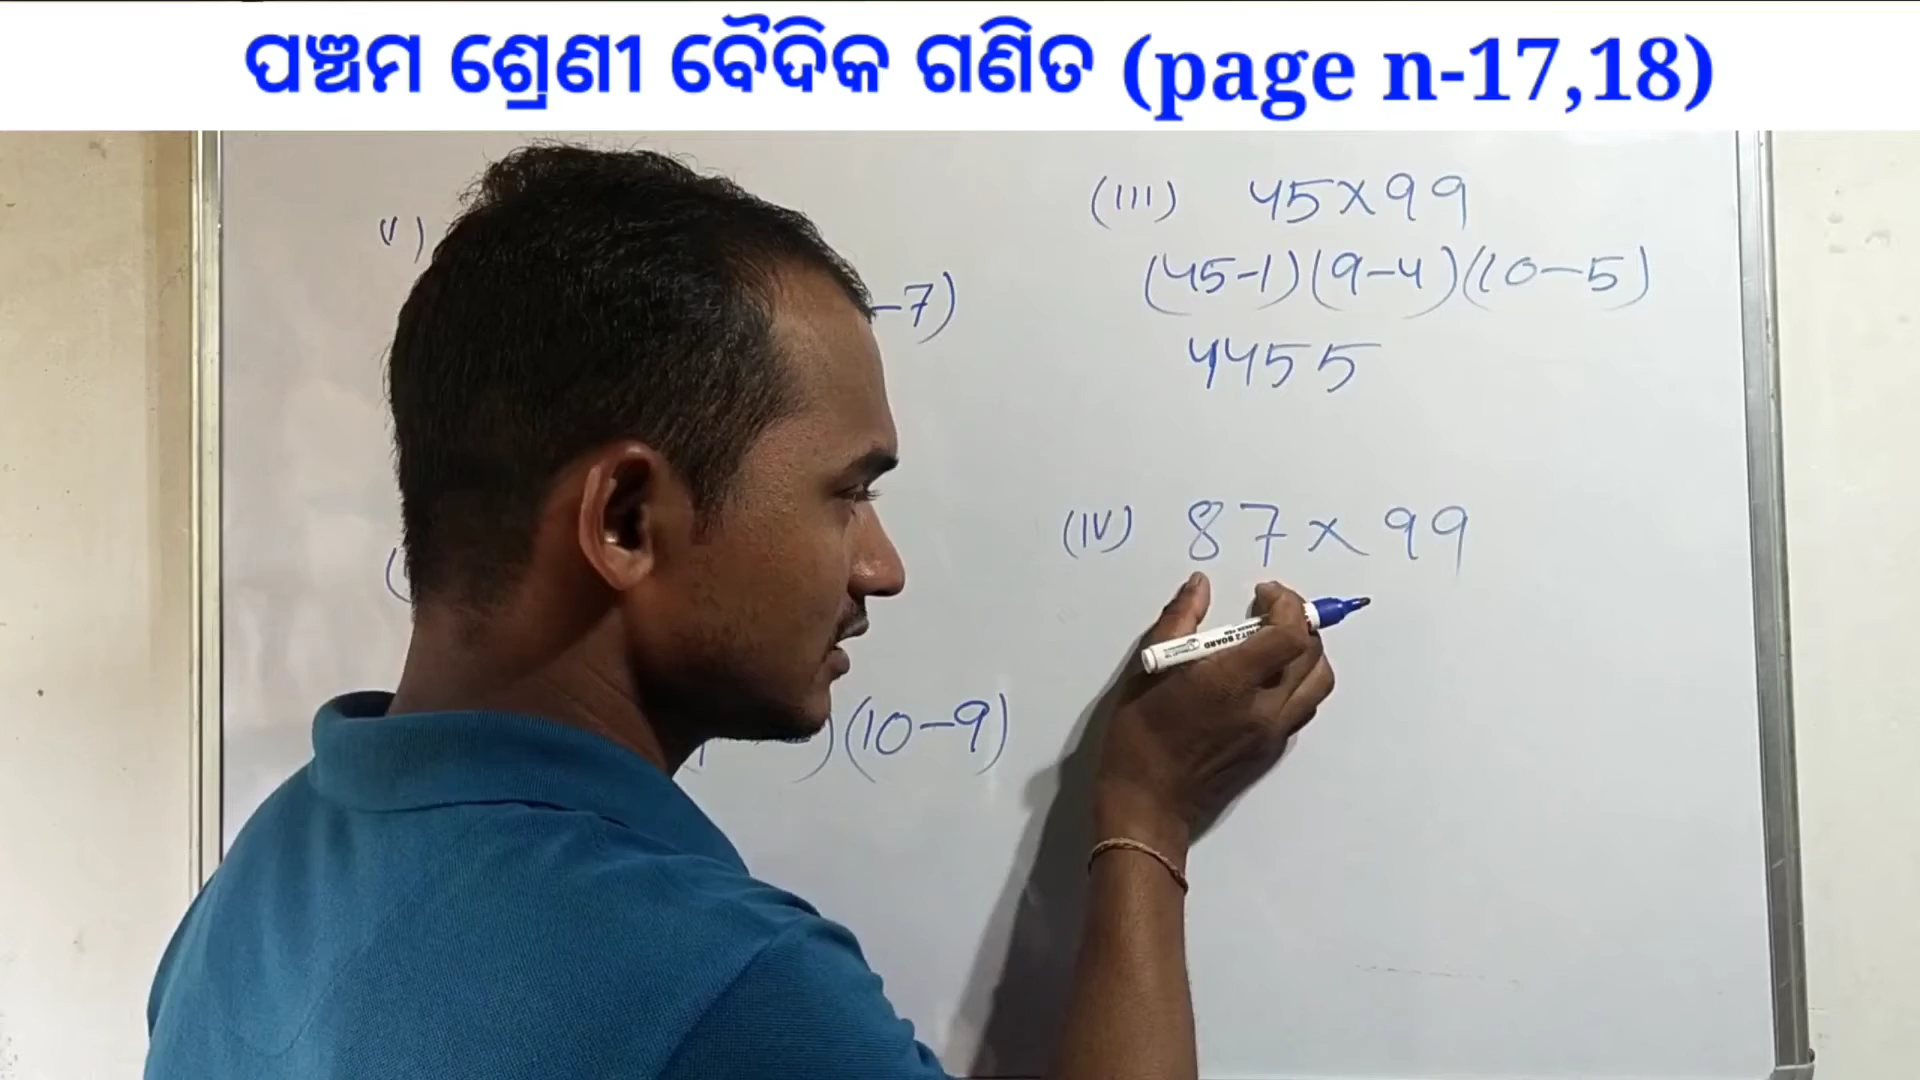 ପଞ୍ଚମ ଶ୍ରେଣୀ ବୈଦିକ ଗଣିତ (page n-17,18)
-7)
(10-9)
(III) 45×99
(45-1)(9-4)(10-5)
4455
(IV) 87×99